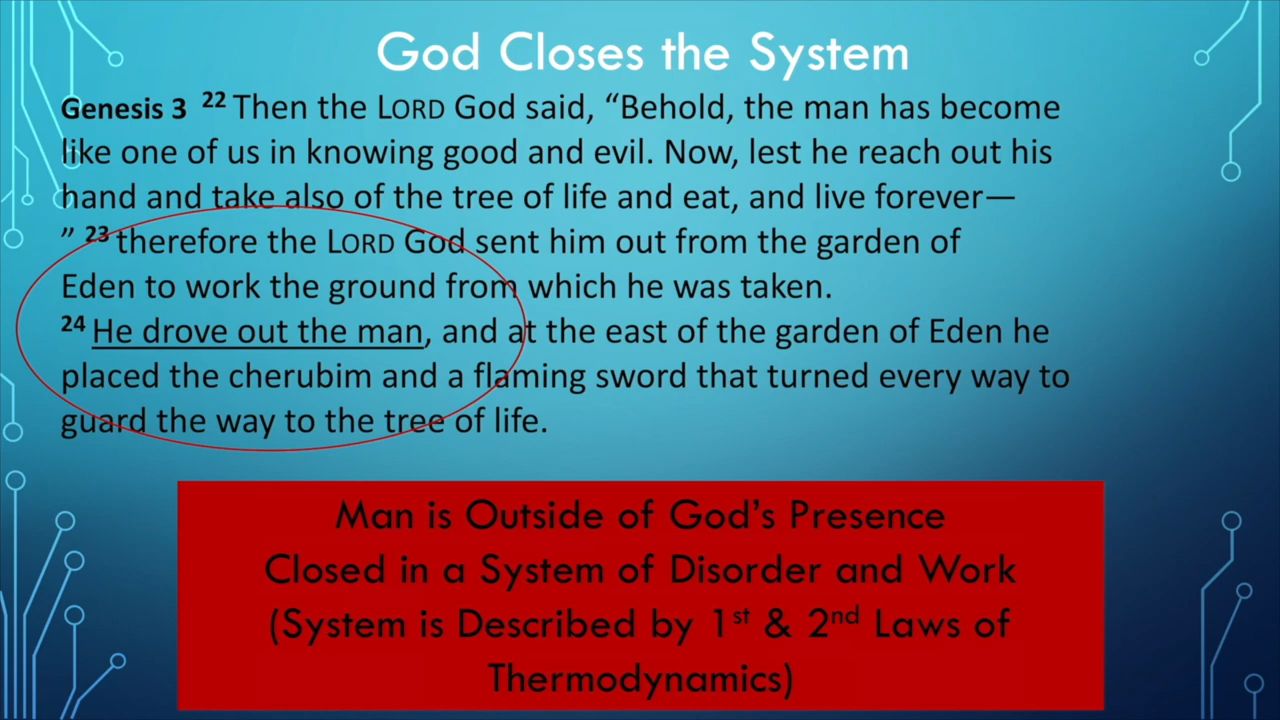 God Closes the System
Genesis 3 22 Then the LORD God said, “Behold, the man has become
like one of us in knowing good and evil. Now, lest he reach out his
hand and take also of the tree of life and eat, and live forever—
” 23 therefore the LORD God sent him out from the garden of
Eden to work the ground from which he was taken.
24 He drove out the man, and at the east of the garden of Eden he
placed the cherubim and a flaming sword that turned every way to
guard the way to the tree of life.
Man is Outside of God’s Presence
Closed in a System of Disorder and Work
(System is Described by 1st & 2nd Laws of
Thermodynamics)